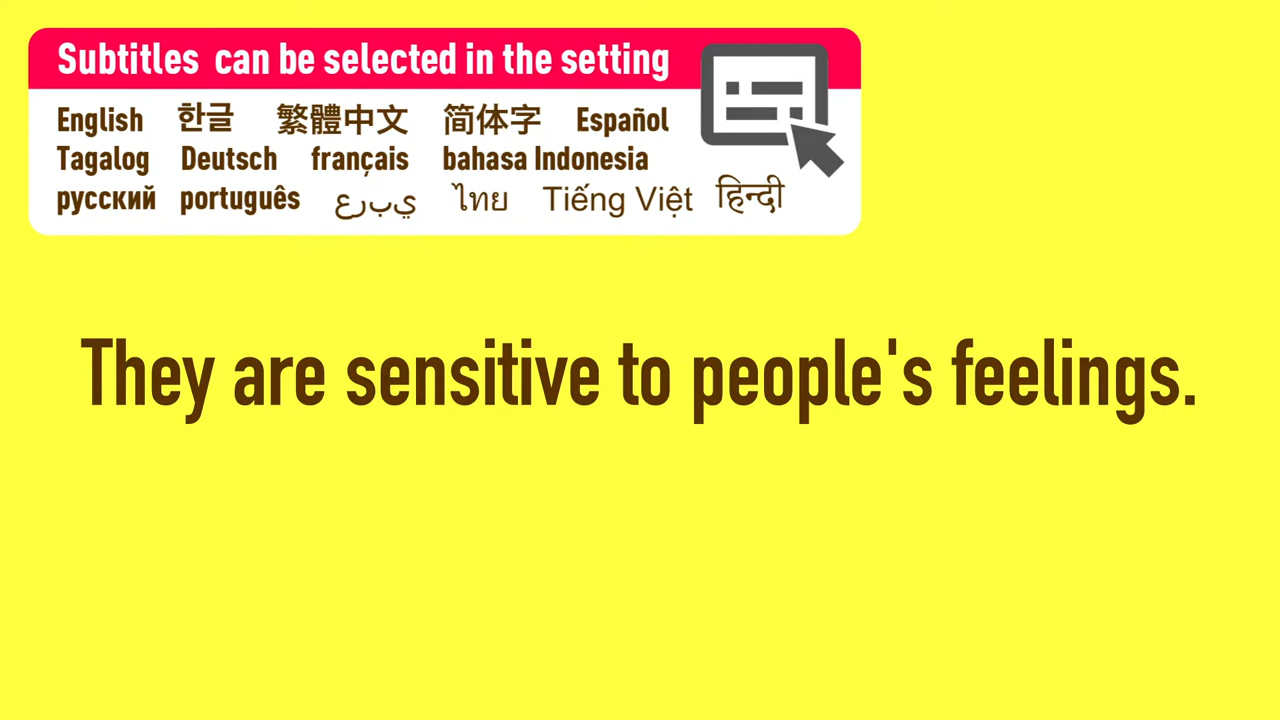 Subtitles can be selected in the setting
English 한글 繁體中文 简体字 Español
Tagalog Deutsch français bahasa Indonesia
русский português ي‌ب‌ر‌ع ไทย Tiếng Việt हिन्दी
They are sensitive to people's feelings.